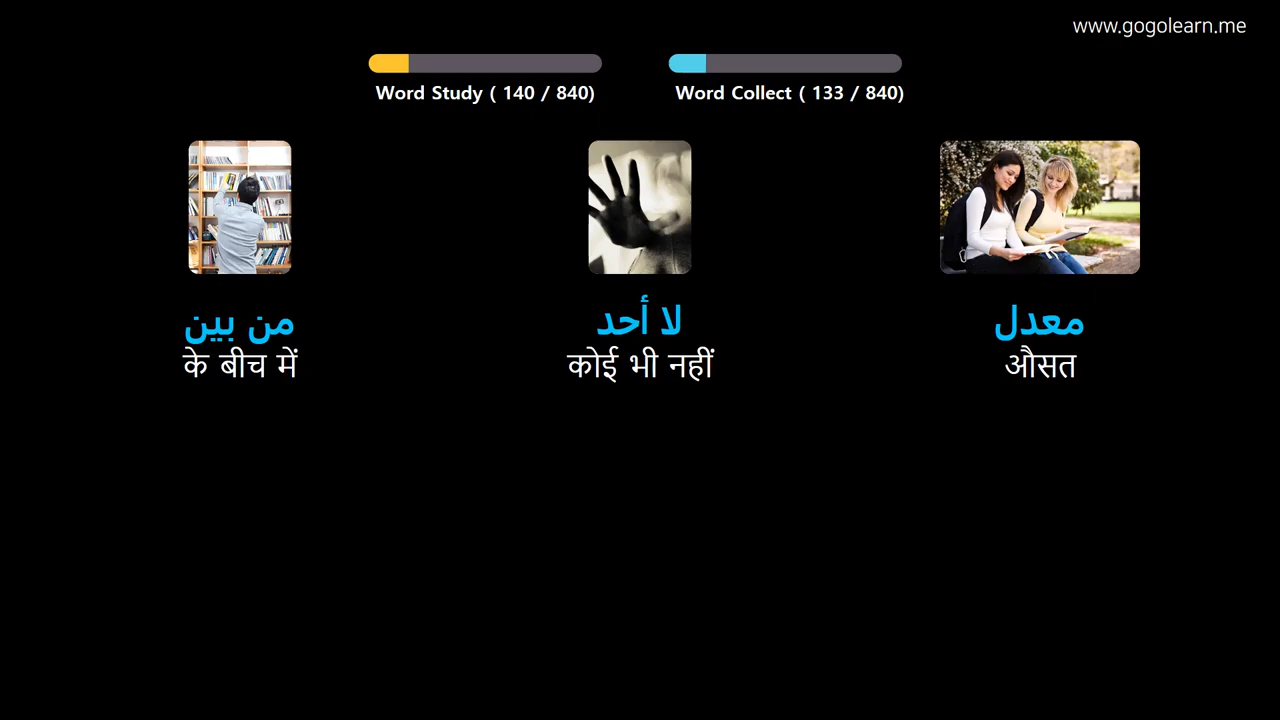 www.gogolearn.me
Word Study ( 140 / 840)
Word Collect ( 133 / 840)
من بين
के बीच में
لا أحد
कोई भी नहीं
معدل
औसत